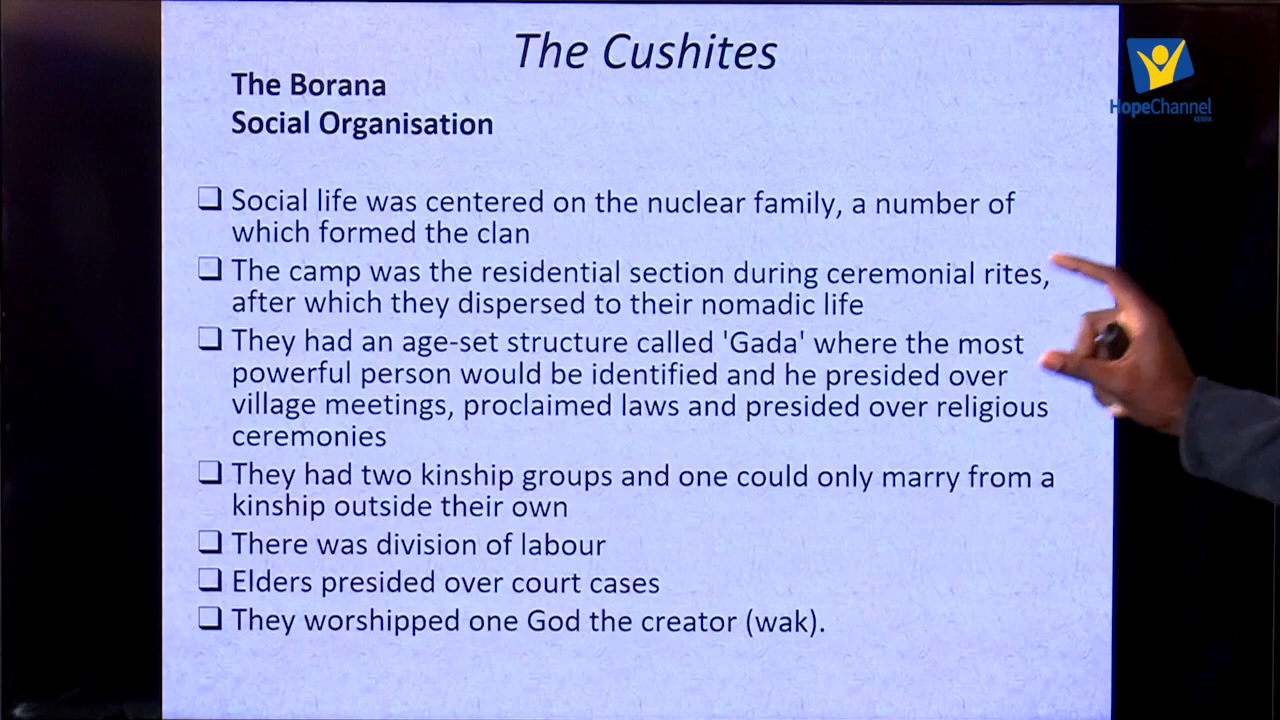 The Cushites
HopeChannel
KENYA
The Borana
Social Organisation
❑ Social life was centered on the nuclear family, a number of
which formed the clan
❑ The camp was the residential section during ceremonial rites,
after which they dispersed to their nomadic life
❑ They had an age-set structure called 'Gada' where the most
powerful person would be identified and he presided over
village meetings, proclaimed laws and presided over religious
ceremonies
❑ They had two kinship groups and one could only marry from a
kinship outside their own
❑ There was division of labour
❑ Elders presided over court cases
❑ They worshipped one God the creator (wak).